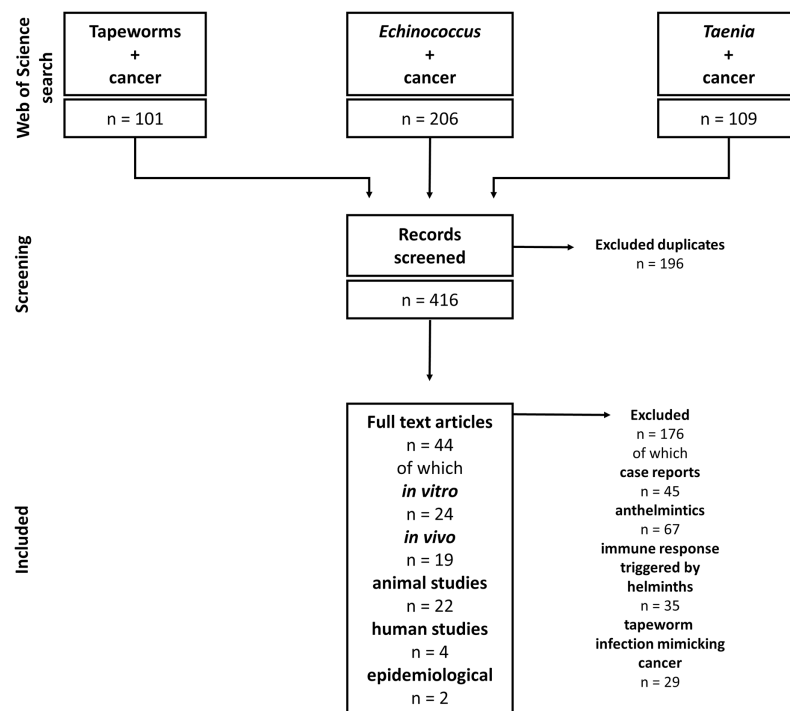 Web of Science
search
Tapeworms
+
cancer
n = 101
Echinococcus
+
cancer
n = 206
Taenia
+
cancer
n = 109
Screening
Records
screened
n = 416
Excluded duplicates
n = 196
Included
Full text articles
n = 44
of which
in vitro
n = 24
in vivo
n = 19
animal studies
n = 22
human studies
n = 4
epidemiological
n = 2
Excluded
n = 176
of which
case reports
n = 45
anthelmintics
n = 67
immune response
triggered by
helminths
n = 35
tapeworm
infection mimicking
cancer
n = 29